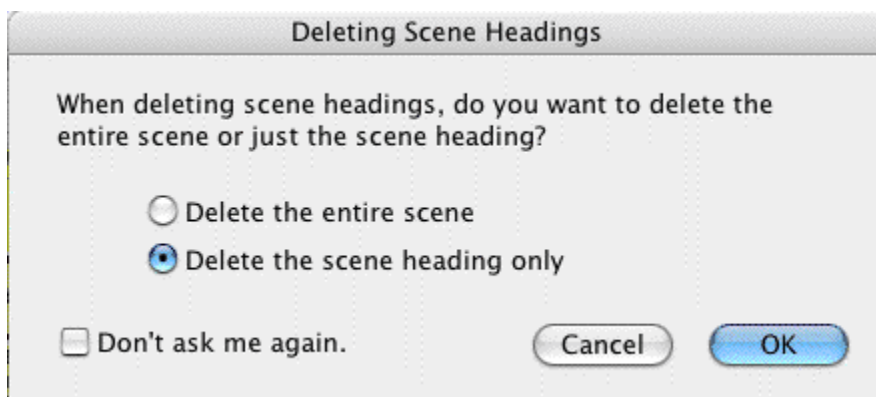 Deleting Scene Headings
When deleting scene headings, do you want to delete the
entire scene or just the scene heading?
Delete the entire scene
Delete the scene heading only
Don't ask me again.
Cancel
OK